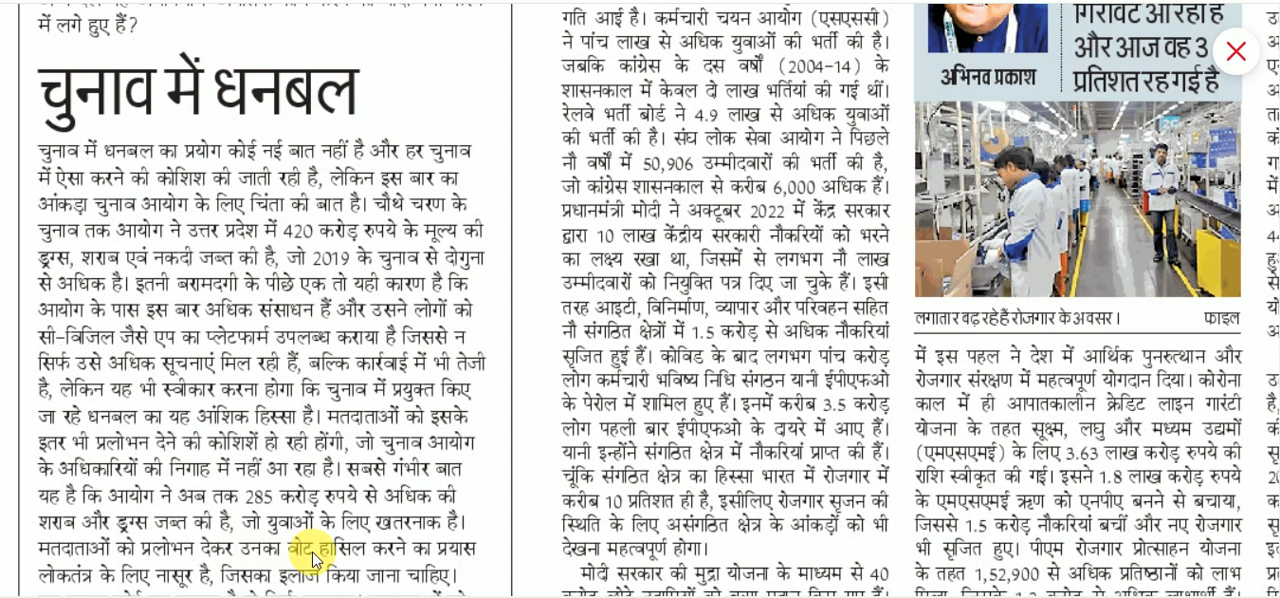 में लगे हुए हैं?
चुनाव में धनबल
चुनाव में धनबल का प्रयोग कोई नई बात नहीं है और हर चुनाव
में ऐसा करने की कोशिश की जाती रही है, लेकिन इस बार का
आंकड़ा चुनाव आयोग के लिए चिंता की बात है। चौथे चरण के
चुनाव तक आयोग ने उत्तर प्रदेश में 420 करोड़ रुपये के मूल्य की
ड्रग्स, शराब एवं नकदी जब्त की है, जो 2019 के चुनाव से दोगुना
से अधिक है। इतनी बरामदगी के पीछे एक तो यही कारण है कि
आयोग के पास इस बार अधिक संसाधन हैं और उसने लोगों को
सी-विजिल जैसे एप का प्लेटफार्म उपलब्ध कराया है जिससे न
सिर्फ उसे अधिक सूचनाएं मिल रही हैं, बल्कि कार्रवाई में भी तेजी
है, लेकिन यह भी स्वीकार करना होगा कि चुनाव में प्रयुक्त किए
जा रहे धनबल का यह आंशिक हिस्सा है। मतदाताओं को इसके
इतर भी प्रलोभन देने की कोशिशें हो रही होंगी, जो चुनाव आयोग
के अधिकारियों की निगाह में नहीं आ रहा है। सबसे गंभीर बात
यह है कि आयोग ने अब तक 285 करोड़ रुपये से अधिक की
शराब और ड्रग्स जब्त की है, जो युवाओं के लिए खतरनाक है।
मतदाताओं को प्रलोभन देकर उनका वोट हासिल करने का प्रयास
लोकतंत्र के लिए नासूर है, जिसका इलाज किया जाना चाहिए।
गति आई है। कर्मचारी चयन आयोग (एसएससी)
ने पांच लाख से अधिक युवाओं की भर्ती की है।
जबकि कांग्रेस के दस वर्षों (2004-14) के
शासनकाल में केवल दो लाख भर्तियां की गई थीं।
रेलवे भर्ती बोर्ड ने 4.9 लाख से अधिक युवाओं
की भर्ती की है। संघ लोक सेवा आयोग ने पिछले
नौ वर्षों में 50,906 उम्मीदवारों की भर्ती की है,
जो कांग्रेस शासनकाल से करीब 6,000 अधिक हैं।
प्रधानमंत्री मोदी ने अक्टूबर 2022 में केंद्र सरकार
द्वारा 10 लाख केंद्रीय सरकारी नौकरियों को भरने
का लक्ष्य रखा था, जिसमें से लगभग नौ लाख
उम्मीदवारों को नियुक्ति पत्र दिए जा चुके हैं। इसी
तरह आइटी, विनिर्माण, व्यापार और परिवहन सहित
नौ संगठित क्षेत्रों में 1.5 करोड़ से अधिक नौकरियां
सृजित हुई हैं। कोविड के बाद लगभग पांच करोड़
लोग कर्मचारी भविष्य निधि संगठन यानी ईपीएफओ
के पेरोल में शामिल हुए हैं। इनमें करीब 3.5 करोड़
लोग पहली बार ईपीएफओ के दायरे में आए हैं।
यानी इन्होंने संगठित क्षेत्र में नौकरियां प्राप्त की हैं।
चूंकि संगठित क्षेत्र का हिस्सा भारत में रोजगार में
करीब 10 प्रतिशत ही है, इसीलिए रोजगार सृजन की
स्थिति के लिए असंगठित क्षेत्र के आंकड़ों को भी
देखना महत्वपूर्ण होगा।
मोदी सरकार की मुद्रा योजना के माध्यम से 40
अभिनव प्रकाश
गिरावट आ रही है
और आज वह 3
प्रतिशत रह गई है
लगातार बढ़ रहे हैं रोजगार के अवसर। फाइल
में इस पहल ने देश में आर्थिक पुनरुत्थान और
रोजगार संरक्षण में महत्वपूर्ण योगदान दिया। कोरोना
काल में ही आपातकालीन क्रेडिट लाइन गारंटी
योजना के तहत सूक्ष्म, लघु और मध्यम उद्यमों
(एमएसएमई) के लिए 3.63 लाख करोड़ रुपये की
राशि स्वीकृत की गई। इसने 1.8 लाख करोड़ रुपये
के एमएसएमई ऋण को एनपीए बनने से बचाया,
जिससे 1.5 करोड़ नौकरियां बचीं और नए रोजगार
भी सृजित हुए। पीएम रोजगार प्रोत्साहन योजना
के तहत 1,52,900 से अधिक प्रतिष्ठानों को लाभ